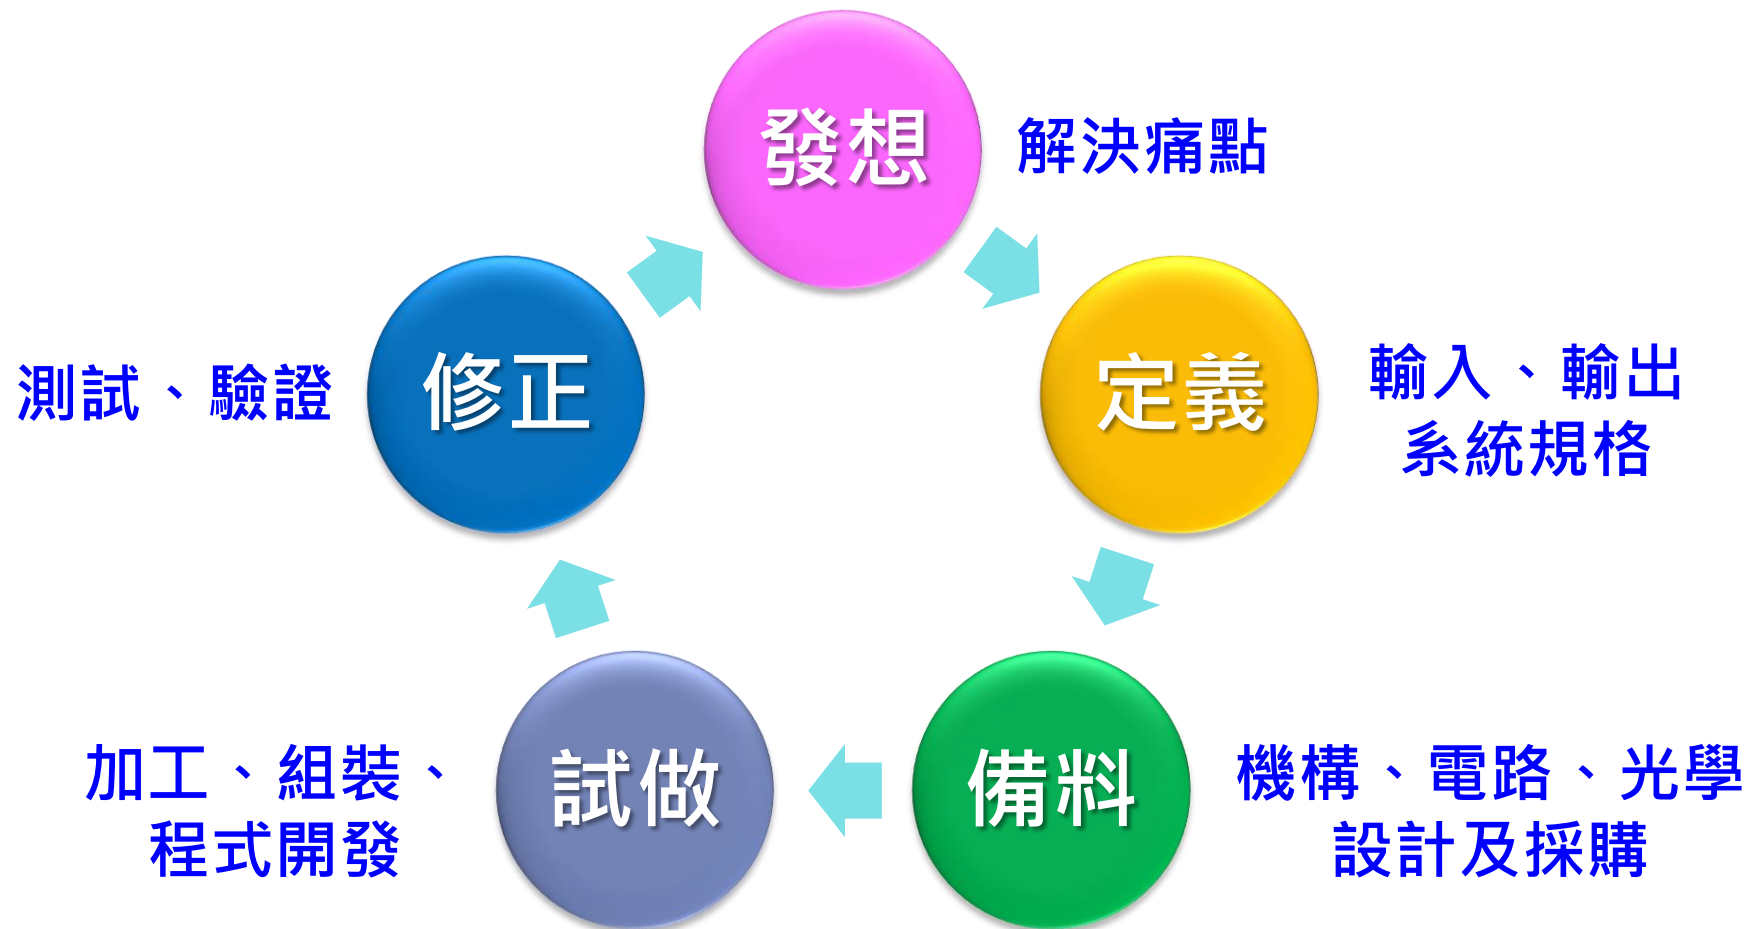 發想
解決痛點
定義
輸入、輸出
系統規格
備料
機構、電路、光學
設計及採購
試做
加工、組裝、
程式開發
修正
測試、驗證